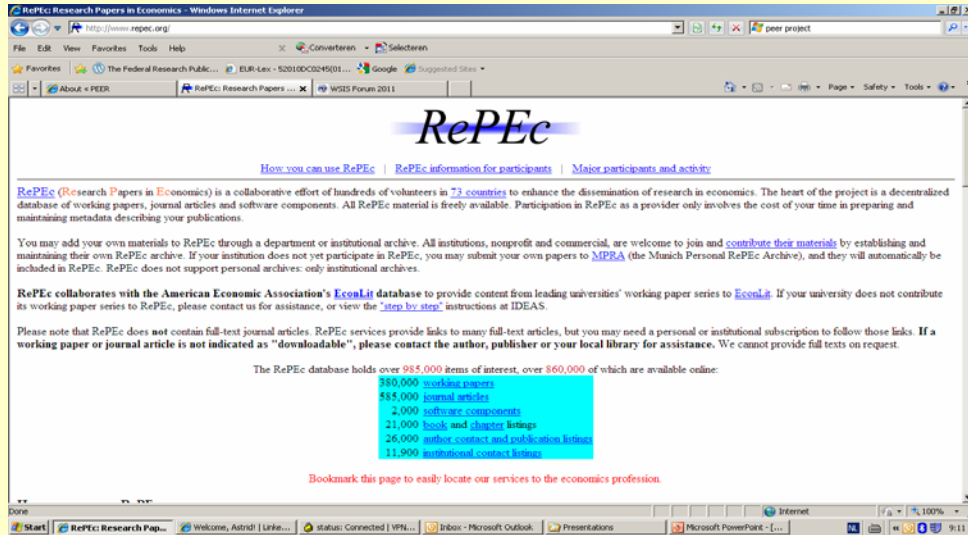 RePEc: Research Papers in Economics - Windows Internet Explorer
http://www.repec.org/
peer project
File Edit View Favorites Tools Help
Converteren
Selecteren
Favorites
The Federal Research Public...
EUR-Lex - 52010DC0245(01...
Google
Suggested Sites
About « PEER
RePEc: Research Papers ...
WSIS Forum 2011
Page
Safety
Tools
RePEc
How you can use RePEc | RePEc information for participants | Major participants and activity
RePEc (Research Papers in Economics) is a collaborative effort of hundreds of volunteers in 73 countries to enhance the dissemination of research in economics. The heart of the project is a decentralized
database of working papers, journal articles and software components. All RePEc material is freely available. Participation in RePEc as a provider only involves the cost of your time in preparing and
maintaining metadata describing your publications.
You may add your own materials to RePEc through a department or institutional archive. All institutions, nonprofit and commercial, are welcome to join and contribute their materials by establishing and
maintaining their own RePEc archive. If your institution does not yet participate in RePEc, you may submit your own papers to MPRA (the Munich Personal RePEc Archive), and they will automatically be
included in RePEc. RePEc does not support personal archives: only institutional archives.
RePEc collaborates with the American Economic Association's EconLit database to provide content from leading universities' working paper series to EconLit. If your university does not contribute
its working paper series to RePEc, please contact us for assistance, or view the "step by step" instructions at IDEAS.
Please note that RePEc does not contain full-text journal articles. RePEc services provide links to many full-text articles, but you may need a personal or institutional subscription to follow those links. If a
working paper or journal article is not indicated as "downloadable", please contact the author, publisher or your local library for assistance. We cannot provide full texts on request.
The RePEc database holds over 985,000 items of interest, over 860,000 of which are available online:
380,000 working papers
585,000 journal articles
2,000 software components
21,000 book and chapter listings
26,000 author contact and publication listings
11,900 institutional contact listings
Bookmark this page to easily locate our services to the economics profession.
Done
Internet
100%
Start
RePEc: Research Pap...
Welcome, Astrid! | Linke...
status: Connected | VPN...
Inbox - Microsoft Outlook
Presentations
Microsoft PowerPoint - [...
NL
9:11